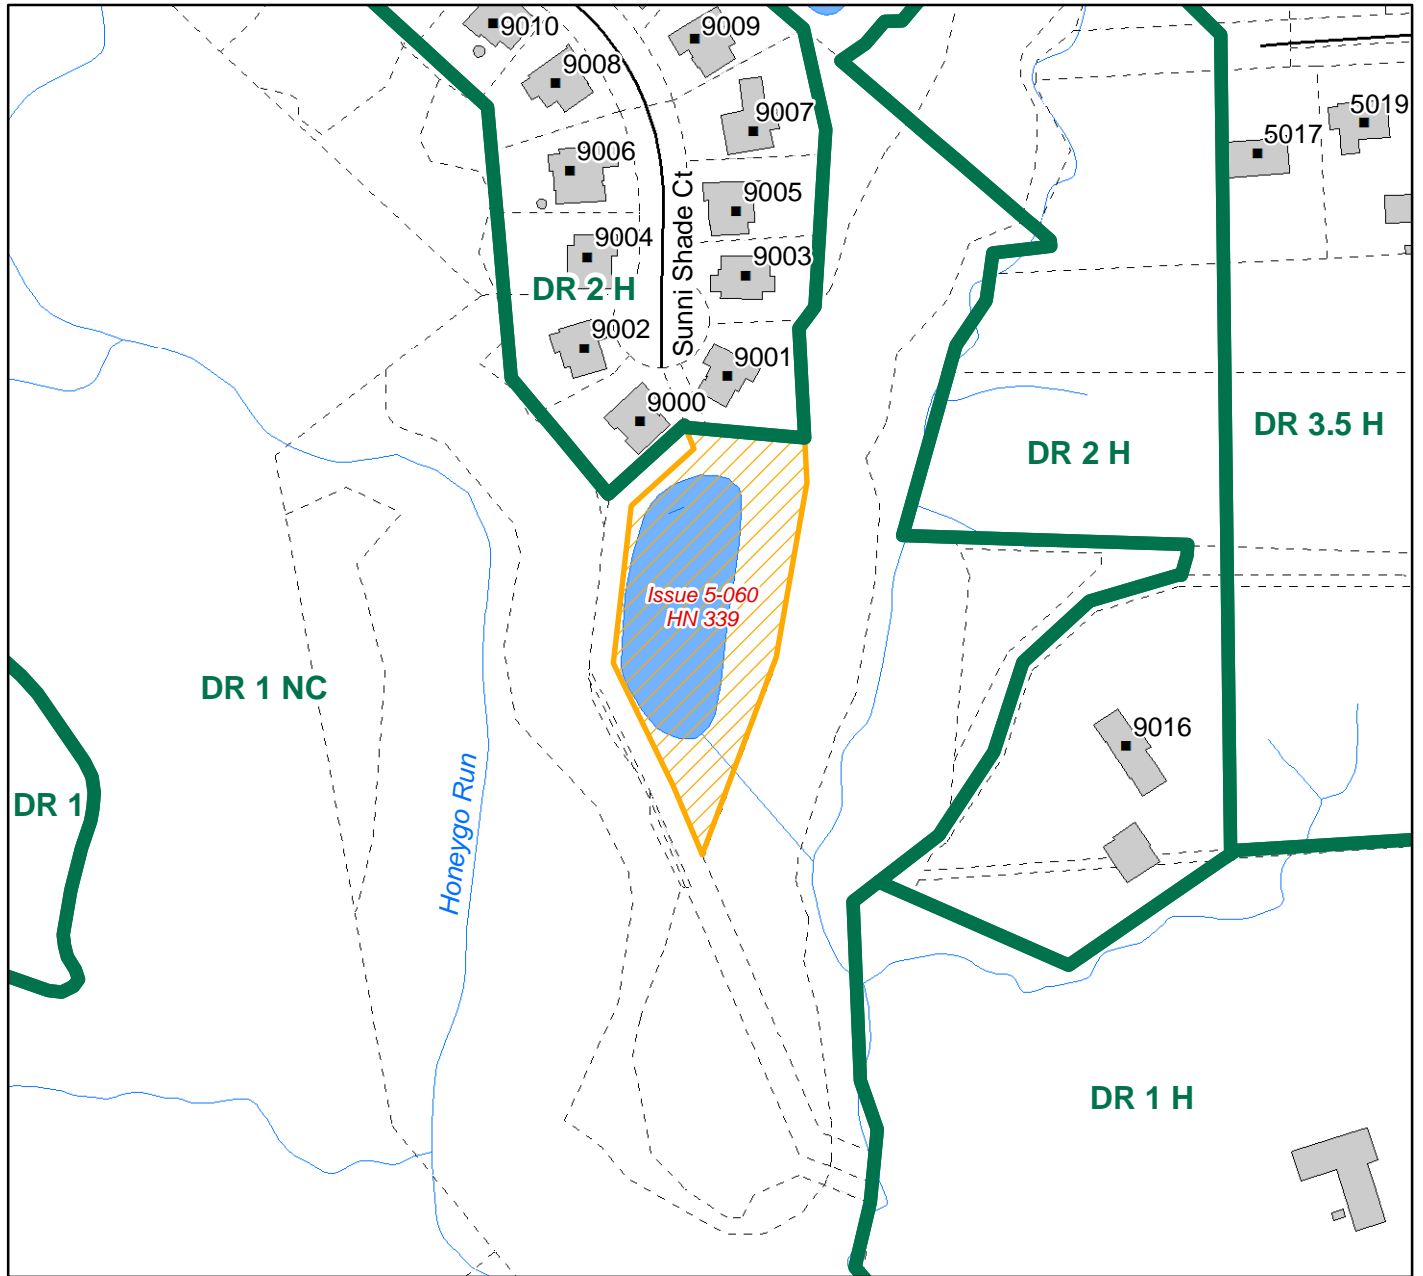 9010
9009
9008
9007
5019
5017
9006
9005
Sunni Shade Ct
9004
9003
DR 2 H
9002
9001
9000
DR 3.5 H
DR 2 H
Issue 5-060
HN 339
DR 1 NC
9016
DR 1
Honeygo Run
DR 1 H